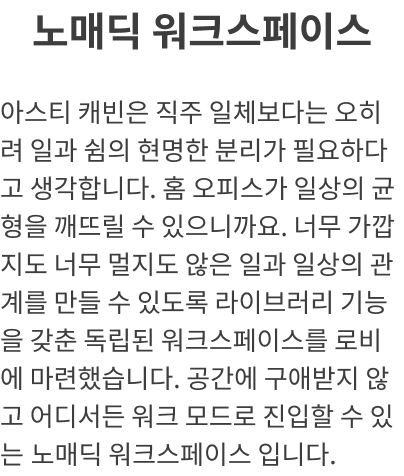 노매딕 워크스페이스
아스티 캐빈은 직주 일체보다는 오히
려 일과 쉼의 현명한 분리가 필요하다
고 생각합니다. 홈 오피스가 일상의 균
형을 깨뜨릴 수 있으니까요. 너무 가깝
지도 너무 멀지도 않은 일과 일상의 관
계를 만들 수 있도록 라이브러리 기능
을 갖춘 독립된 워크스페이스를 로비
에 마련했습니다. 공간에 구애받지 않
고 어디서든 워크 모드로 진입할 수 있
는 노매딕 워크스페이스 입니다.